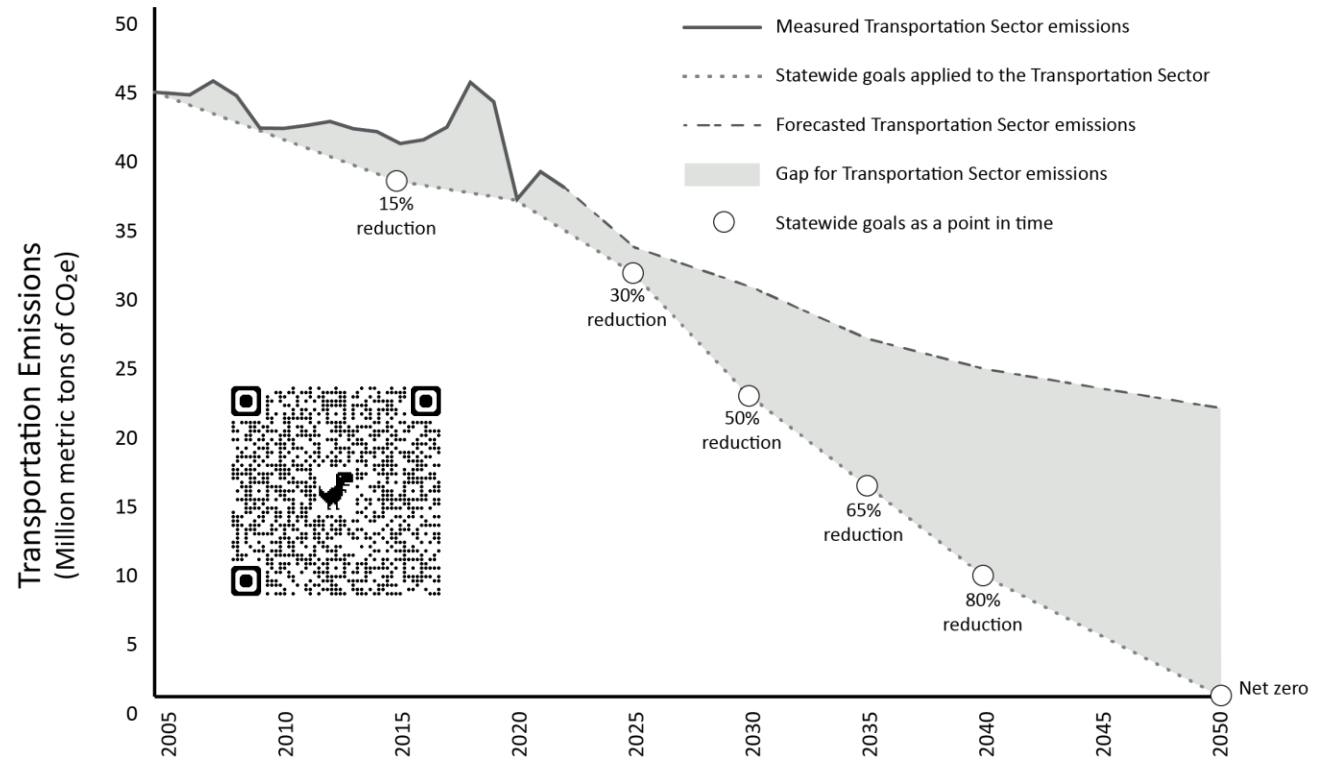 50
45
40
35
30
25
20
15
10
5
0
Transportation Emissions
(Million metric tons of CO₂e)
Measured Transportation Sector emissions
Statewide goals applied to the Transportation Sector
Forecasted Transportation Sector emissions
Gap for Transportation Sector emissions
Statewide goals as a point in time
15%
reduction
30%
reduction
50%
reduction
65%
reduction
80%
reduction
Net zero
2005
2010
2015
2020
2025
2030
2035
2040
2045
2050